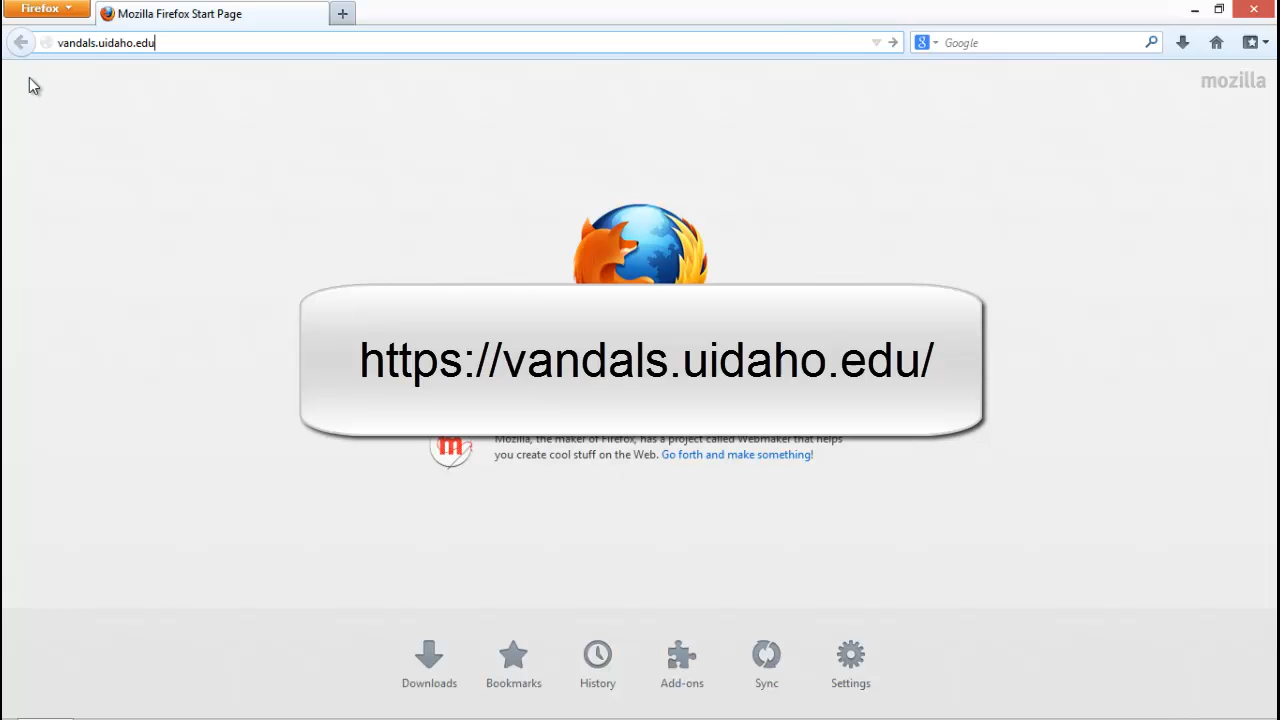 Firefox
Mozilla Firefox Start Page
vandals.uidaho.edu
Google
mozilla
https://vandals.uidaho.edu/
Mozilla, the maker of Firefox, has a project called Webmaker that helps
you create cool stuff on the Web. Go forth and make something!
Downloads
Bookmarks
History
Add-ons
Sync
Settings